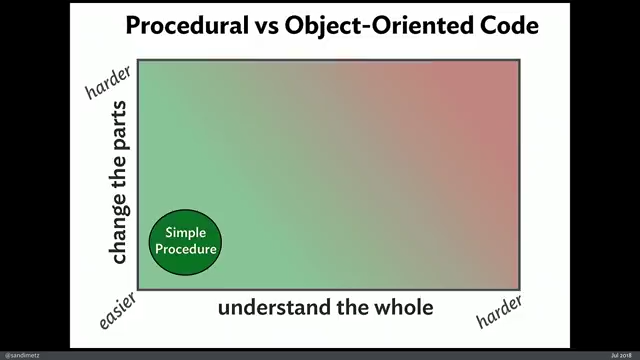 Procedural vs Object-Oriented Code
harder
change the parts
Simple
Procedure
easier
understand the whole
harder
@sandimetz
Jul 2018